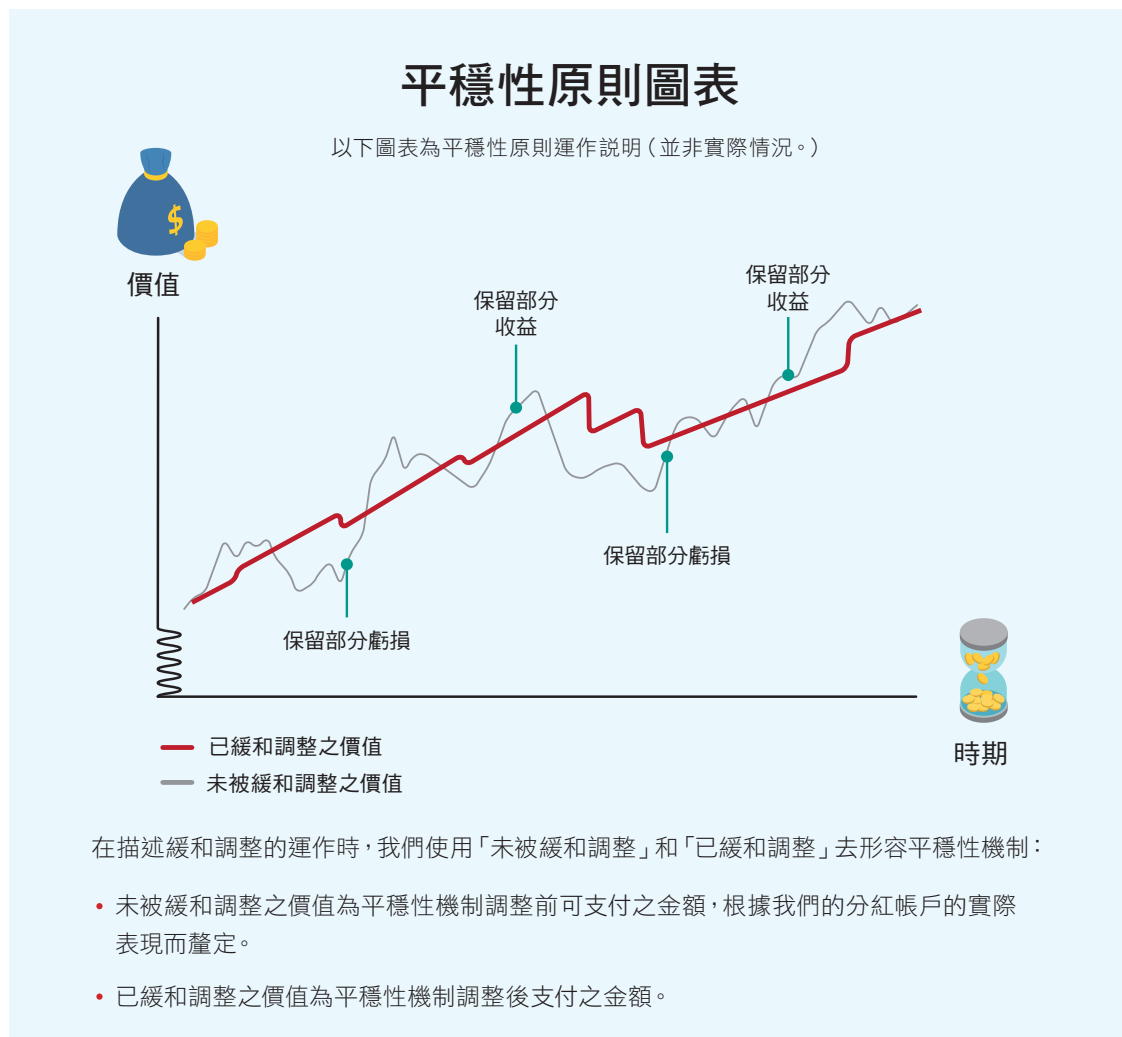 平穩性原則圖表
以下圖表為平穩性原則運作説明（並非實際情況。）
$
價值
保留部分
收益
保留部分
收益
保留部分虧損
保留部分虧損
時期
已緩和調整之價值
未被緩和調整之價值
在描述緩和調整的運作時，我們使用「未被緩和調整」和「已緩和調整」去形容平穩性機制：
• 未被緩和調整之價值為平穩性機制調整前可支付之金額，根據我們的分紅帳戶的實際
表現而釐定。
• 已緩和調整之價值為平穩性機制調整後支付之金額。